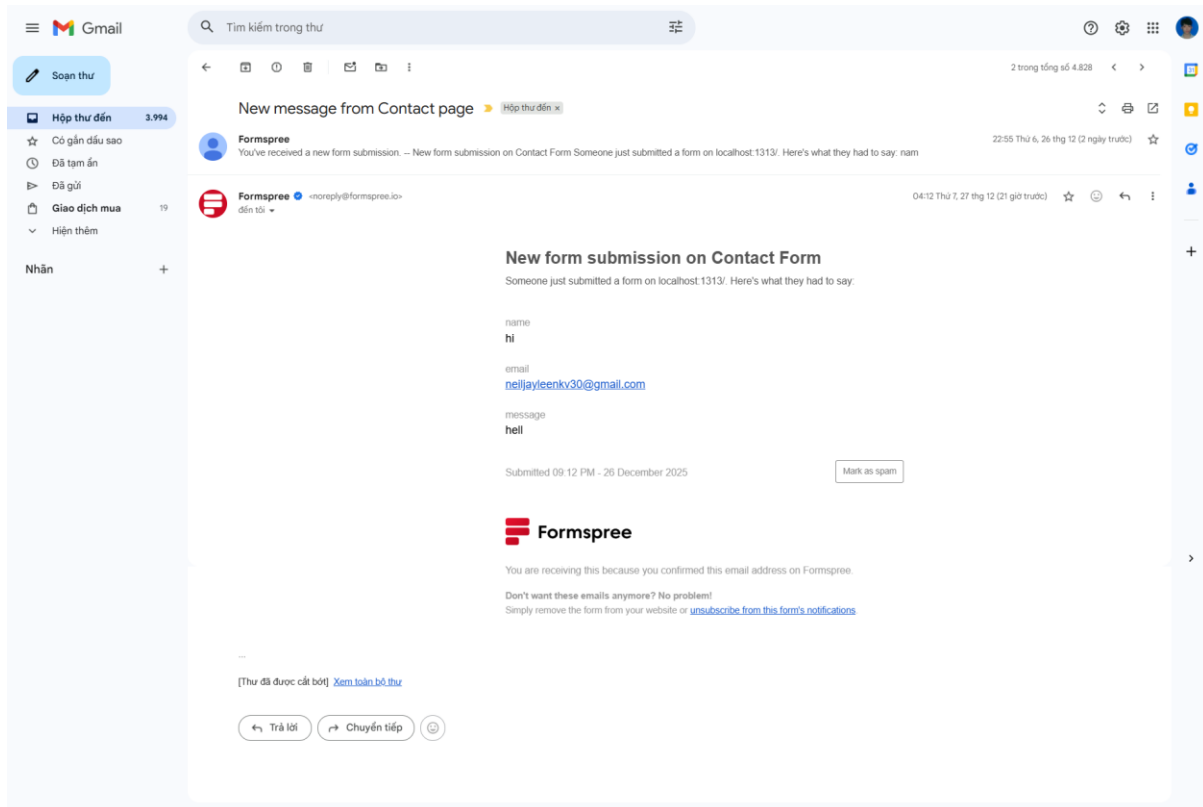 Gmail
Tìm kiếm trong thư
Soạn thư
2 trong tổng số 4.828
Hộp thư đến 3.994
Có gắn dấu sao
Đã tạm ẩn
Đã gửi
Giao dịch mua 19
Hiện thêm
Nhãn
New message from Contact page Hộp thư đến ×
Formspree 22:55 Thứ 6, 26 thg 12 (2 ngày trước)
You've received a new form submission. -- New form submission on Contact Form Someone just submitted a form on localhost:1313/. Here's what they had to say: nam
Formspree <noreply@formspree.io> 04:12 Thứ 7, 27 thg 12 (21 giờ trước)
đến tôi
New form submission on Contact Form
Someone just submitted a form on localhost:1313/. Here's what they had to say:
name
hi
email
neiljayleenkv30@gmail.com
message
hell
Submitted 09:12 PM - 26 December 2025 Mark as spam
Formspree
You are receiving this because you confirmed this email address on Formspree.
Don't want these emails anymore? No problem!
Simply remove the form from your website or unsubscribe from this form's notifications.
...
[Thư đã được cắt bớt] Xem toàn bộ thư
Trả lời Chuyển tiếp